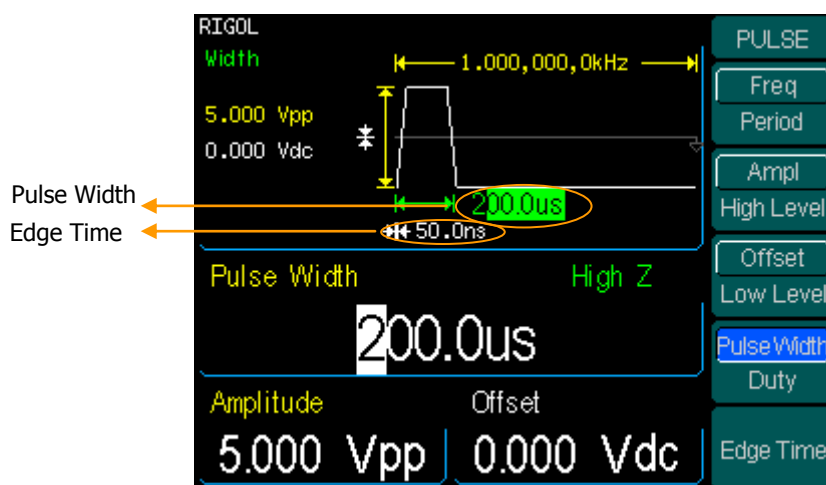 RIGOL
Width
1.000,000,0kHz
5.000 Vpp
0.000 Vdc
200.0us
50.0ns
Pulse Width
Edge Time
Pulse Width
High Z
200.0us
Amplitude
Offset
5.000 Vpp
0.000 Vdc
PULSE
Freq
Period
Ampl
High Level
Offset
Low Level
Pulse Width
Duty
Edge Time